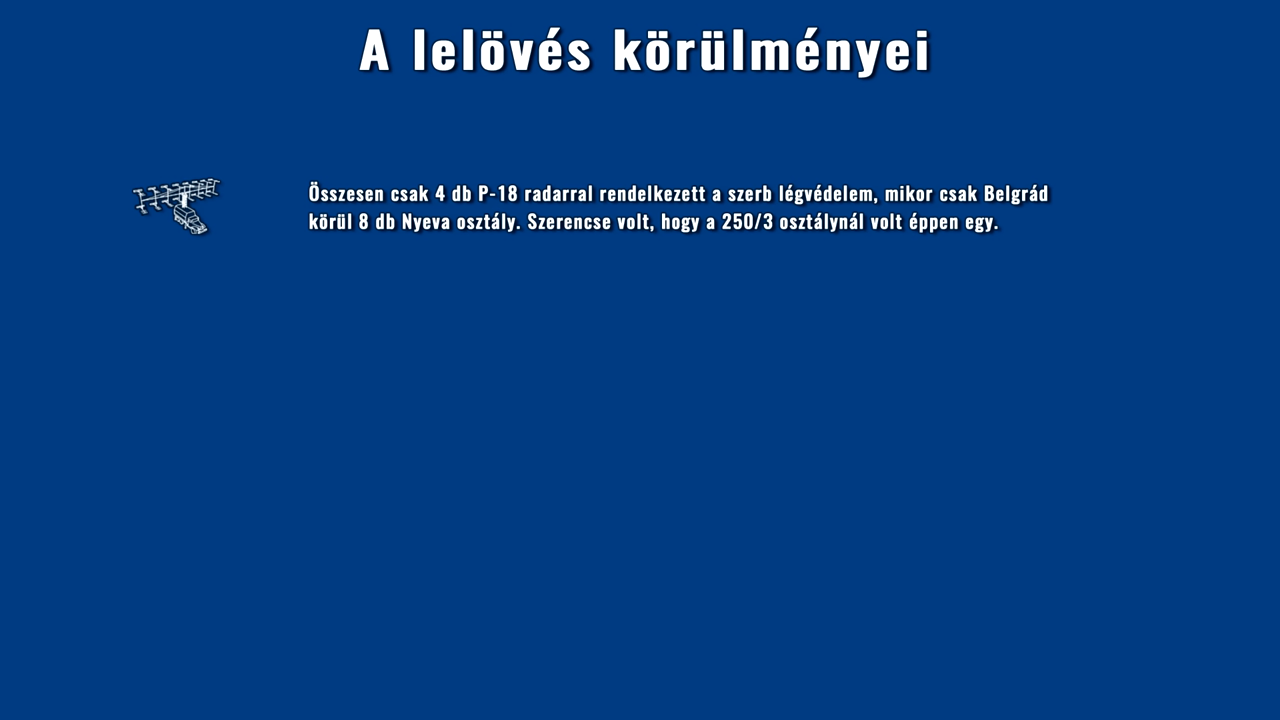 A lelövés körülményei
Összesen csak 4 db P-18 radarral rendelkezett a szerb légvédelem, mikor csak Belgrád
körül 8 db Nyeva osztály. Szerencse volt, hogy a 250/3 osztálynál volt éppen egy.